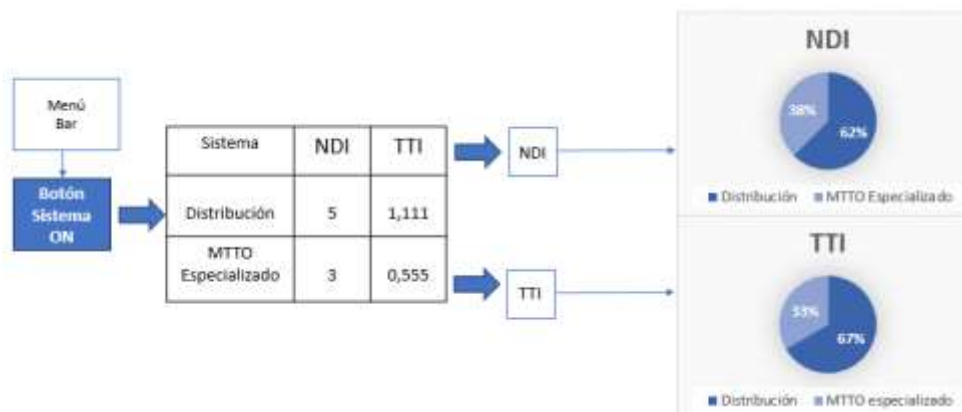 Menú
Bar
Botón
Sistema
ON
Sistema NDI TTI
Distribución 5 1,111
MTTO
Especializado 3 0,555
NDI
TTI
NDI
38%
62%
Distribución MTTO Especializado
TTI
33%
67%
Distribución MTTO especializado